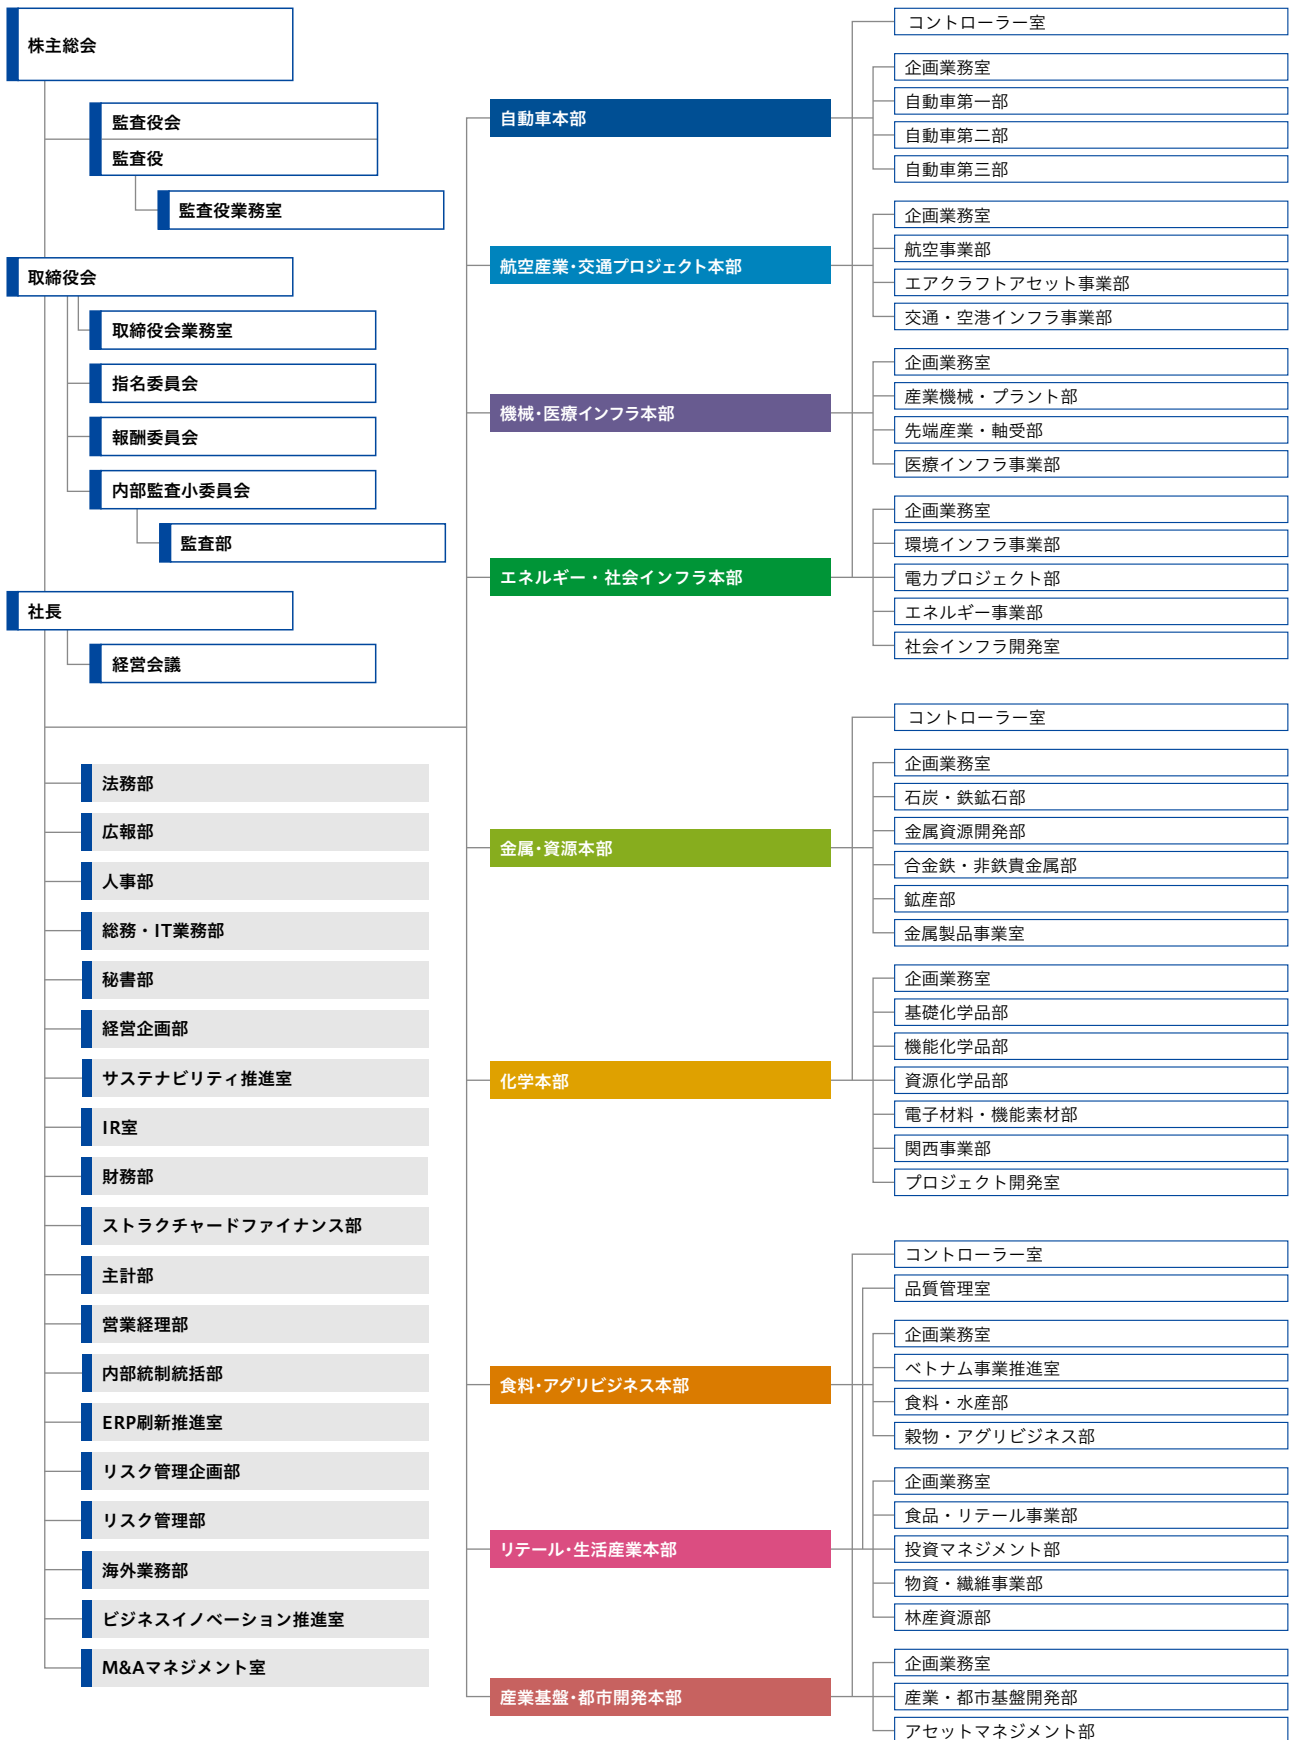 株主総会
監査役会
監査役
監査役業務室
取締役会
取締役会業務室
指名委員会
報酬委員会
内部監査小委員会
監査部
社長
経営会議
法務部
広報部
人事部
総務・IT業務部
秘書部
経営企画部
サステナビリティ推進室
IR室
財務部
ストラクチャードファイナンス部
主計部
営業経理部
内部統制統括部
ERP刷新推進室
リスク管理企画部
リスク管理部
海外業務部
ビジネスイノベーション推進室
M&Aマネジメント室
コントローラー室
自動車本部
企画業務室
自動車第一部
自動車第二部
自動車第三部
航空産業・交通プロジェクト本部
企画業務室
航空事業部
エアクラフトアセット事業部
交通・空港インフラ事業部
機械・医療インフラ本部
企画業務室
産業機械・プラント部
先端産業・軸受部
医療インフラ事業部
エネルギー・社会インフラ本部
企画業務室
環境インフラ事業部
電力プロジェクト部
エネルギー事業部
社会インフラ開発室
コントローラー室
金属・資源本部
企画業務室
石炭・鉄鉱石部
金属資源開発部
合金鉄・非鉄貴金属部
鉱産部
金属製品事業室
化学本部
企画業務室
基礎化学品部
機能化学品部
資源化学品部
電子材料・機能素材部
関西事業部
プロジェクト開発室
コントローラー室
品質管理室
食料・アグリビジネス本部
企画業務室
ベトナム事業推進室
食料・水産部
穀物・アグリビジネス部
リテール・生活産業本部
企画業務室
食品・リテール事業部
投資マネジメント部
物資・繊維事業部
林産資源部
産業基盤・都市開発本部
企画業務室
産業・都市基盤開発部
アセットマネジメント部